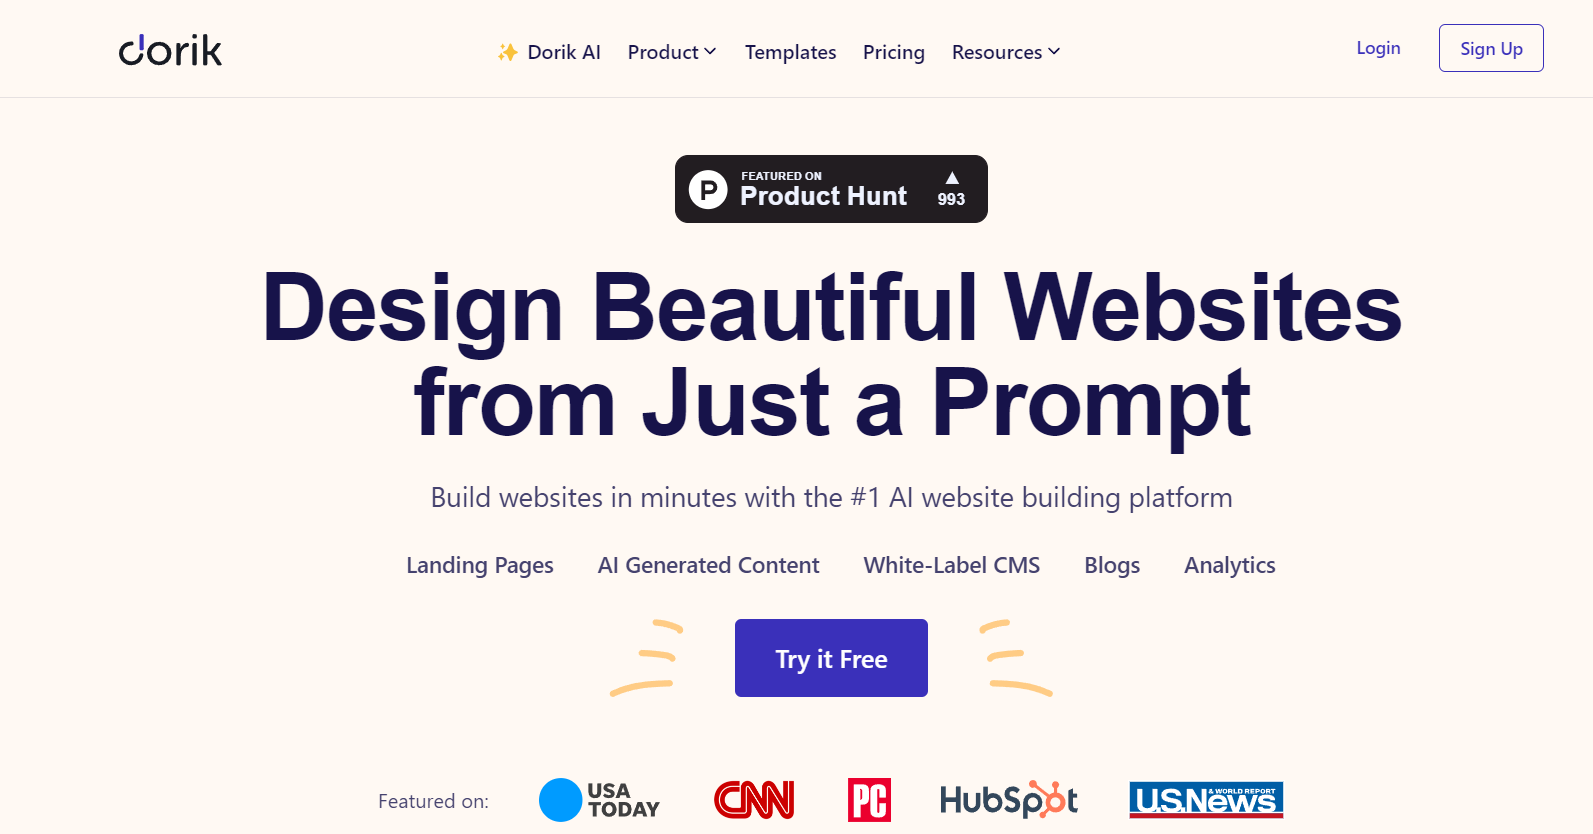 dorik
Dorik AI Product Templates Pricing Resources
Login Sign Up
P FEATURED ON
Product Hunt
993
Design Beautiful Websites
from Just a Prompt
Build websites in minutes with the #1 AI website building platform
Landing Pages AI Generated Content White-Label CMS Blogs Analytics
Try it Free
Featured on:
USA
TODAY
CNN
PC
HubSpot
& WORLD REPORT
U.S.News